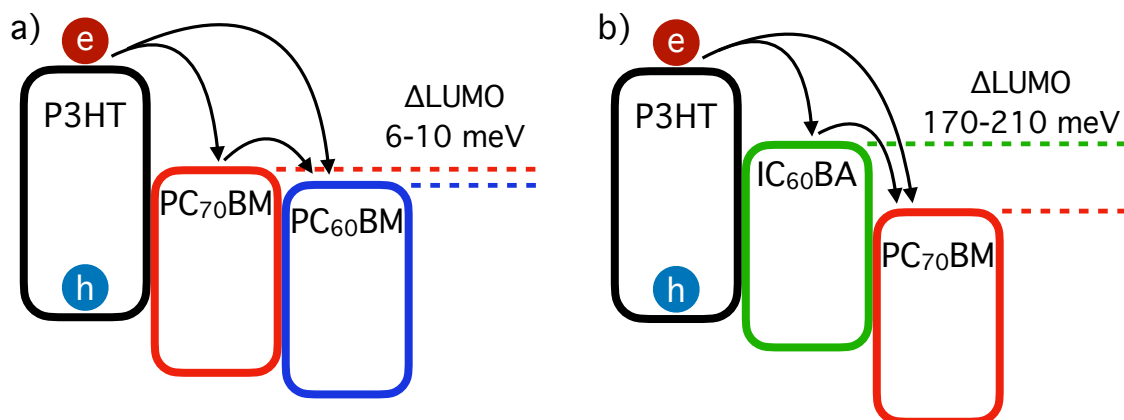 a)
e
P3HT
ΔLUMO
6-10 meV
PC₇₀BM
PC₆₀BM
h
b)
e
P3HT
ΔLUMO
170-210 meV
IC₆₀BA
PC₇₀BM
h